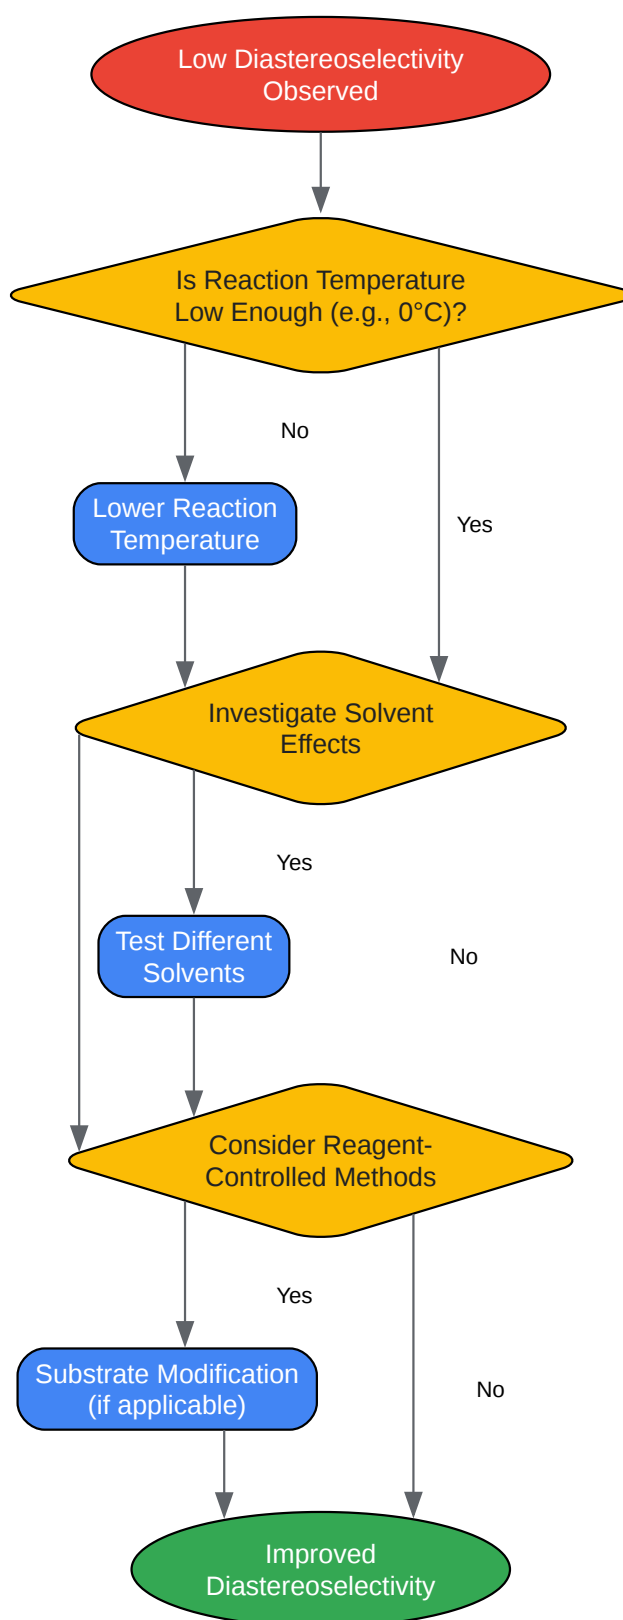 Low Diastereoselectivity
Observed
Is Reaction Temperature
Low Enough (e.g., 0°C)?
No
Lower Reaction
Temperature
Yes
Investigate Solvent
Effects
Yes
Test Different
Solvents
No
Consider Reagent-
Controlled Methods
Yes
Substrate Modification
(if applicable)
No
Improved
Diastereoselectivity